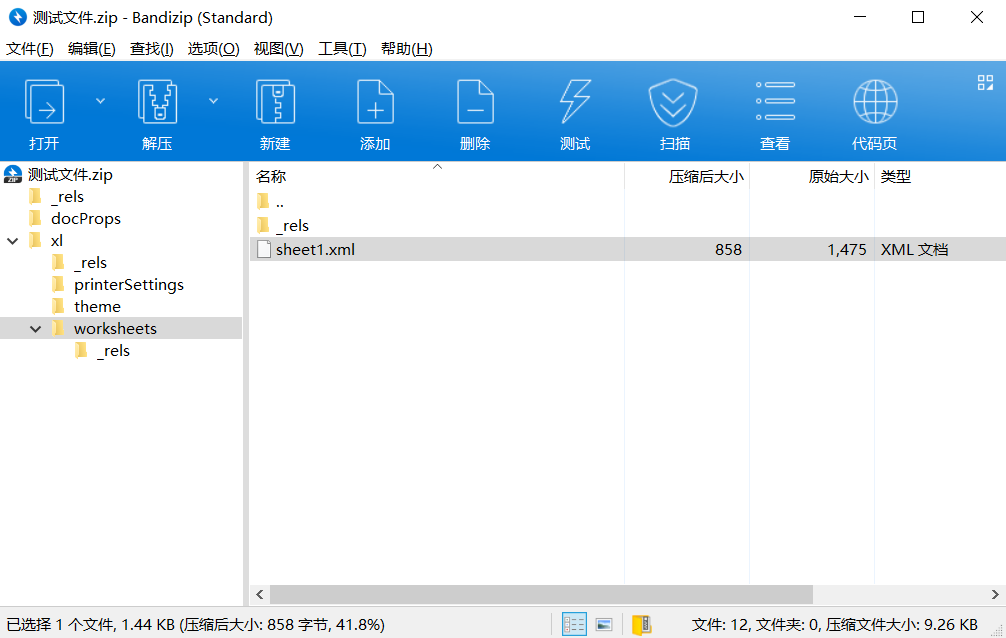 测试文件.zip - Bandizip (Standard)
文件(F) 编辑(E) 查找(I) 选项(O) 视图(V) 工具(T) 帮助(H)
打开 解压 新建 添加 删除 测试 扫描 查看 代码页
测试文件.zip
_rels
docProps
xl
_rels
printerSettings
theme
worksheets
_rels
名称 压缩后大小 原始大小 类型
..
_rels
sheet1.xml 858 1,475 XML 文档
已选择 1 个文件, 1.44 KB (压缩后大小: 858 字节, 41.8%)
文件: 12, 文件夹: 0, 压缩文件大小: 9.26 KB